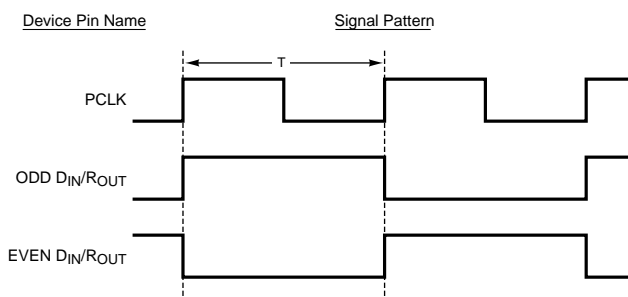 Device Pin Name
Signal Pattern
T
PCLK
ODD DIN/ROUT
EVEN DIN/ROUT